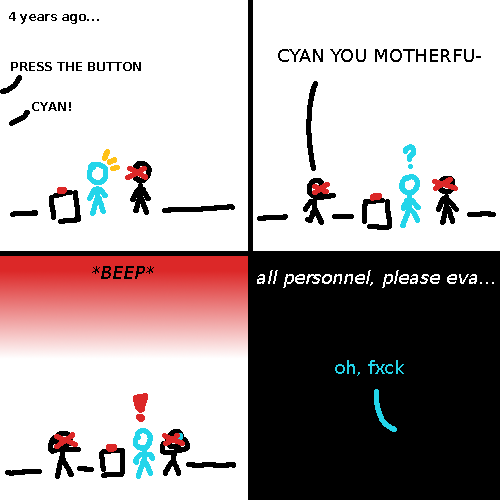 4 years ago...
PRESS THE BUTTON
CYAN!
CYAN YOU MOTHERFU-
?
*BEEP*
!
all personnel, please eva...
oh, fxck